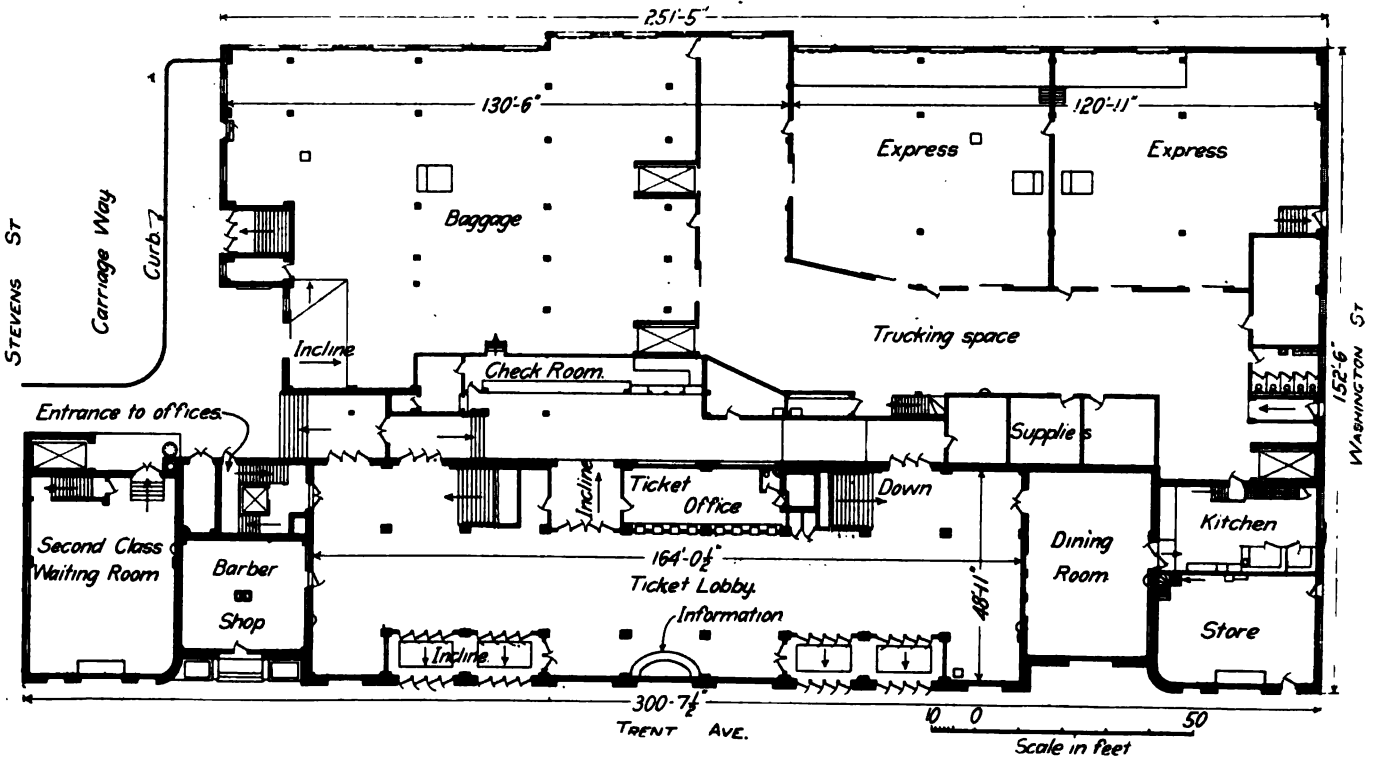 251'-5"
130'-6"
120'-11"
Express
Express
Baggage
STEVENS ST
Carriage Way
Curb.
Incline
Trucking space
Check Room.
152'-6"
WASHINGTON ST
Entrance to offices.
Supplies
Incline
Ticket
Office
Down
Kitchen
Second Class
Waiting Room
Barber
Shop
164'-0½"
Ticket Lobby.
Information
48'-11"
Dining
Room
Store
Incline.
300-7½"
TRENT AVE.
10 0 50
Scale in feet